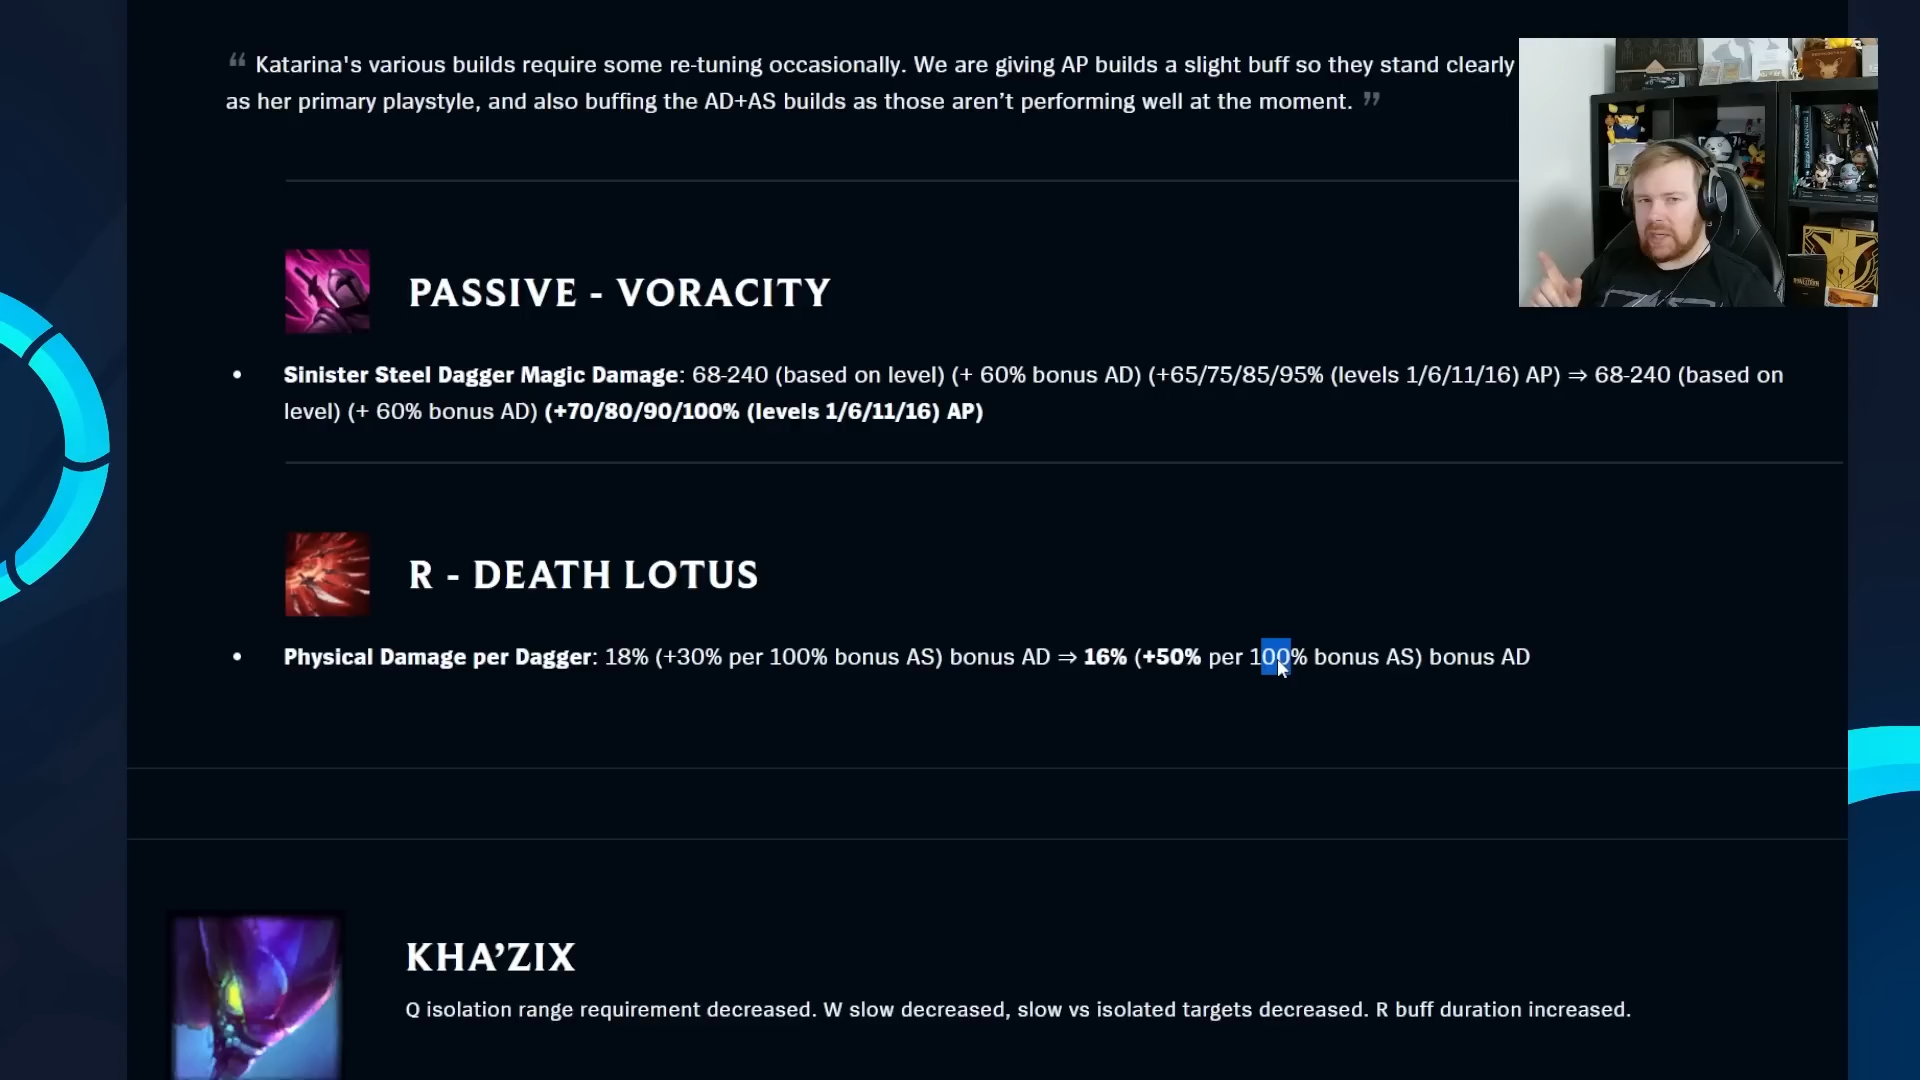 “ Katarina's various builds require some re-tuning occasionally. We are giving AP builds a slight buff so they stand clearly
as her primary playstyle, and also buffing the AD+AS builds as those aren’t performing well at the moment. ”
PASSIVE - VORACITY
• Sinister Steel Dagger Magic Damage: 68-240 (based on level) (+ 60% bonus AD) (+65/75/85/95% (levels 1/6/11/16) AP) ⇒ 68-240 (based on
level) (+ 60% bonus AD) (+70/80/90/100% (levels 1/6/11/16) AP)
R - DEATH LOTUS
• Physical Damage per Dagger: 18% (+30% per 100% bonus AS) bonus AD ⇒ 16% (+50% per 100% bonus AS) bonus AD
KHA’ZIX
Q isolation range requirement decreased. W slow decreased, slow vs isolated targets decreased. R buff duration increased.